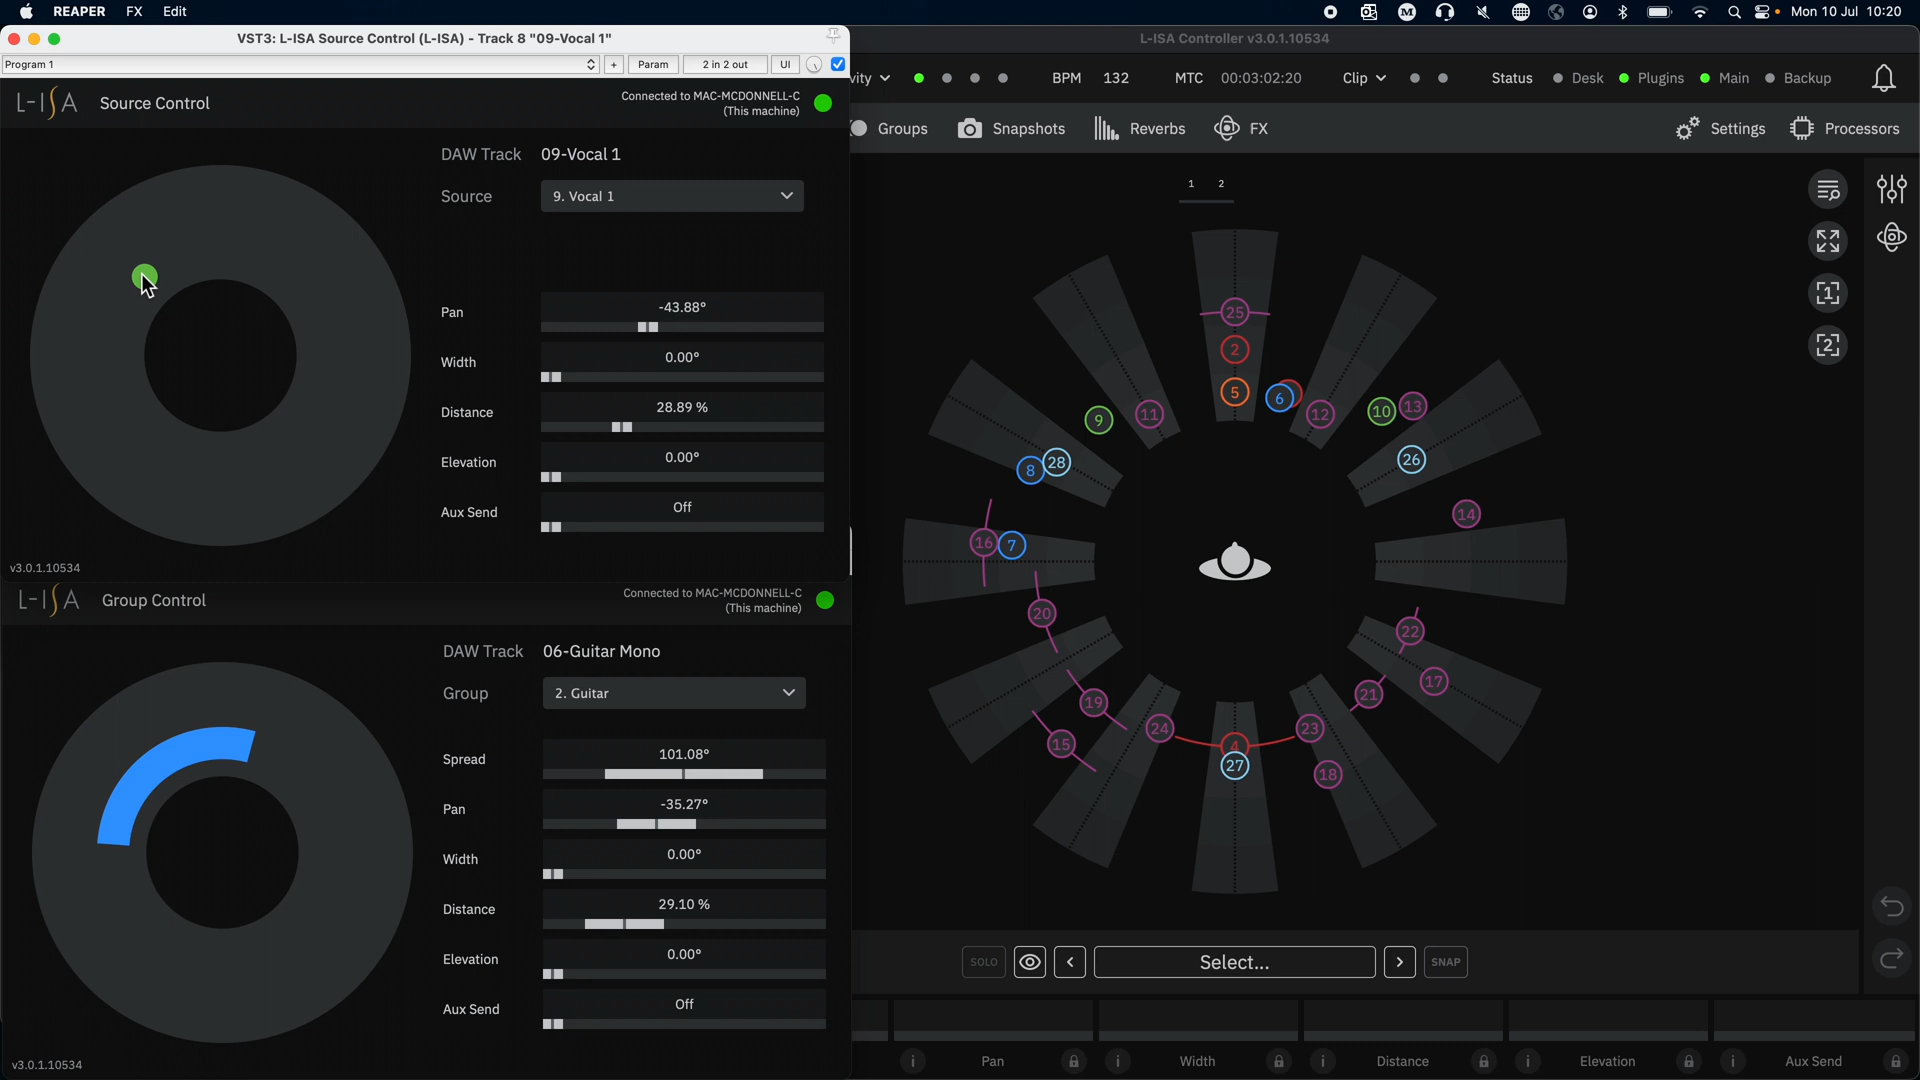 REAPER FX Edit
M
Mon 10 Jul 10:20
VST3: L-ISA Source Control (L-ISA) - Track 8 "09-Vocal 1"
L-ISA Controller v3.0.1.10534
Program 1
+
Param
2 in 2 out
UI
vity
BPM 132
MTC 00:03:02:20
Clip
Status
Desk
Plugins
Main
Backup
L-ISA Source Control
Connected to MAC-MCDONNELL-C
(This machine)
Groups
Snapshots
Reverbs
FX
Settings
Processors
DAW Track 09-Vocal 1
Source 9. Vocal 1
Pan -43.88°
Width 0.00°
Distance 28.89 %
Elevation 0.00°
Aux Send Off
v3.0.1.10534
L-ISA Group Control
Connected to MAC-MCDONNELL-C
(This machine)
DAW Track 06-Guitar Mono
Group 2. Guitar
Spread 101.08°
Pan -35.27°
Width 0.00°
Distance 29.10 %
Elevation 0.00°
Aux Send Off
v3.0.1.10534
1 2
1
2
25
2
5
6
9
11
12
10
13
8
28
26
14
16
7
20
22
17
19
21
24
23
15
4
27
18
SOLO
<
Select...
>
SNAP
i Pan
i Width
i Distance
i Elevation
i Aux Send